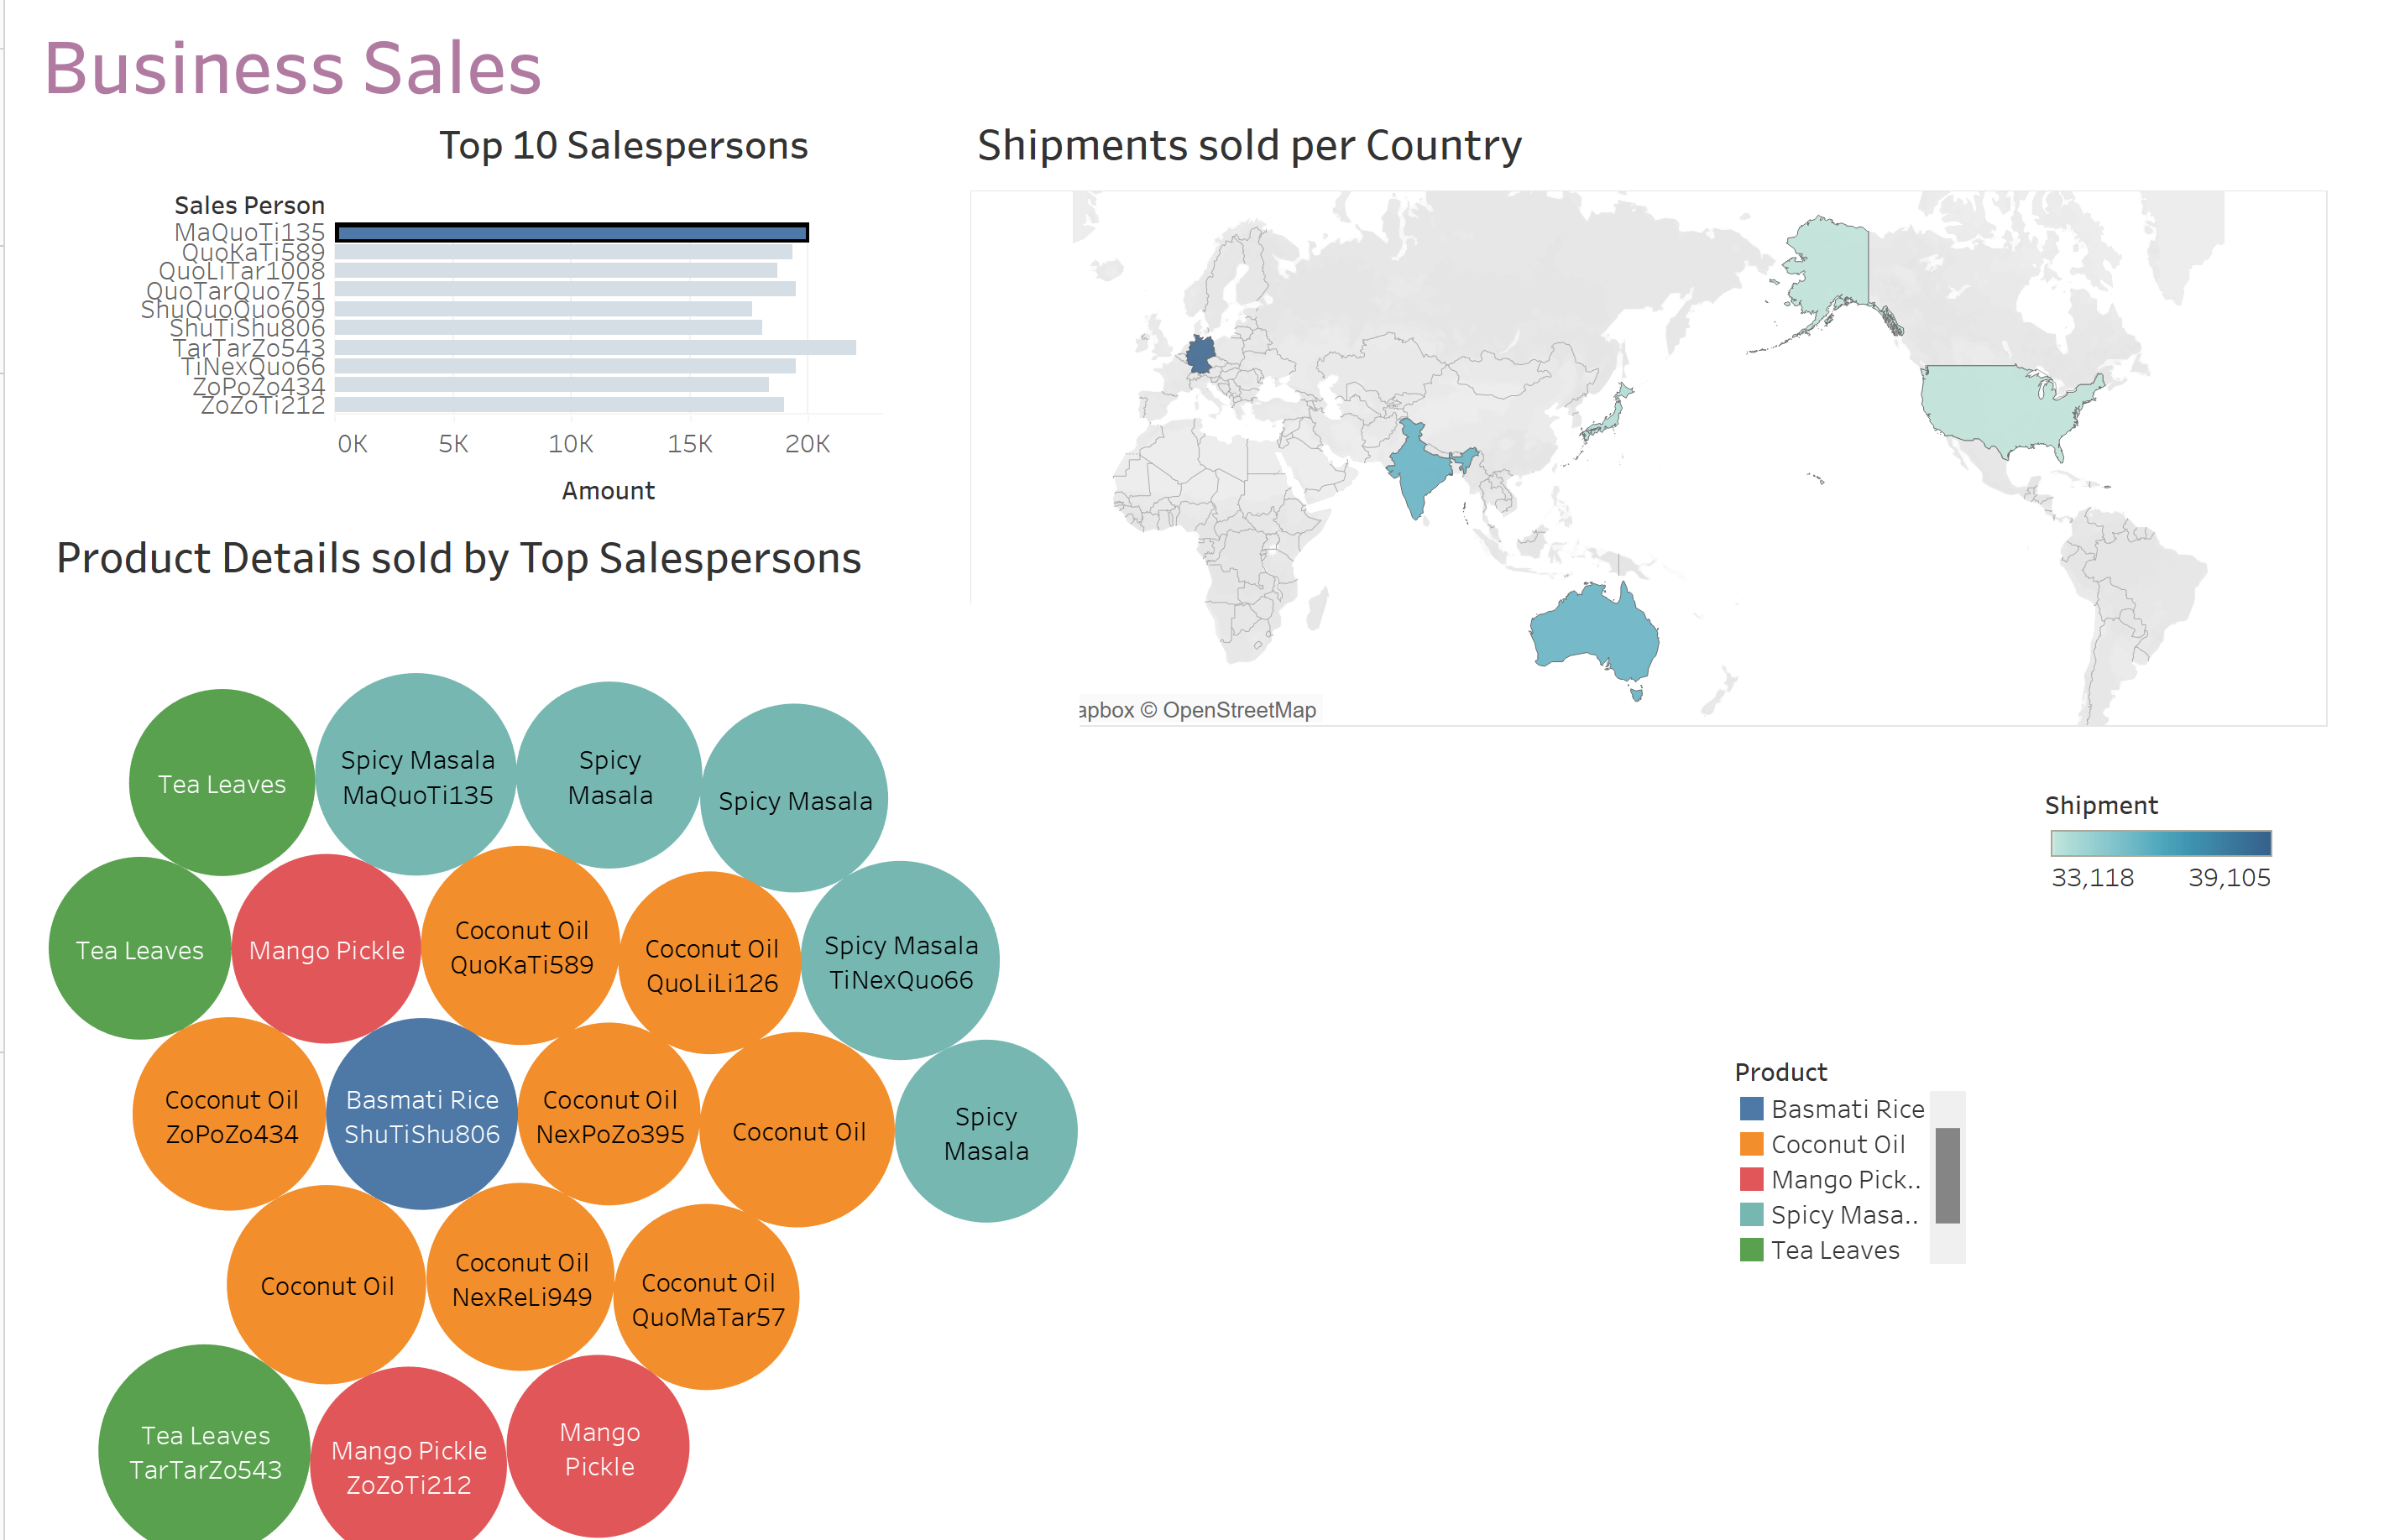 Business Sales
Top 10 Salespersons
Sales Person
MaQuoTi135
QuoKaTi589
QuoLiTar1008
QuoTarQuo751
ShuQuoQuo609
ShuTiShu806
TarTarZo543
TiNexQuo66
ZoPoZo434
ZoZoTi212
0K 5K 10K 15K 20K
Amount
Shipments sold per Country
apbox © OpenStreetMap
Shipment
33,118 39,105
Product Details sold by Top Salespersons
Tea Leaves
Spicy Masala
MaQuoTi135
Spicy
Masala
Spicy Masala
Tea Leaves
Mango Pickle
Coconut Oil
QuoKaTi589
Coconut Oil
QuoLiLi126
Spicy Masala
TiNexQuo66
Coconut Oil
ZoPoZo434
Basmati Rice
ShuTiShu806
Coconut Oil
NexPoZo395
Coconut Oil
Spicy
Masala
Coconut Oil
Coconut Oil
NexReLi949
Coconut Oil
QuoMaTar57
Tea Leaves
TarTarZo543
Mango Pickle
ZoZoTi212
Mango
Pickle
Product
Basmati Rice
Coconut Oil
Mango Pick..
Spicy Masa..
Tea Leaves